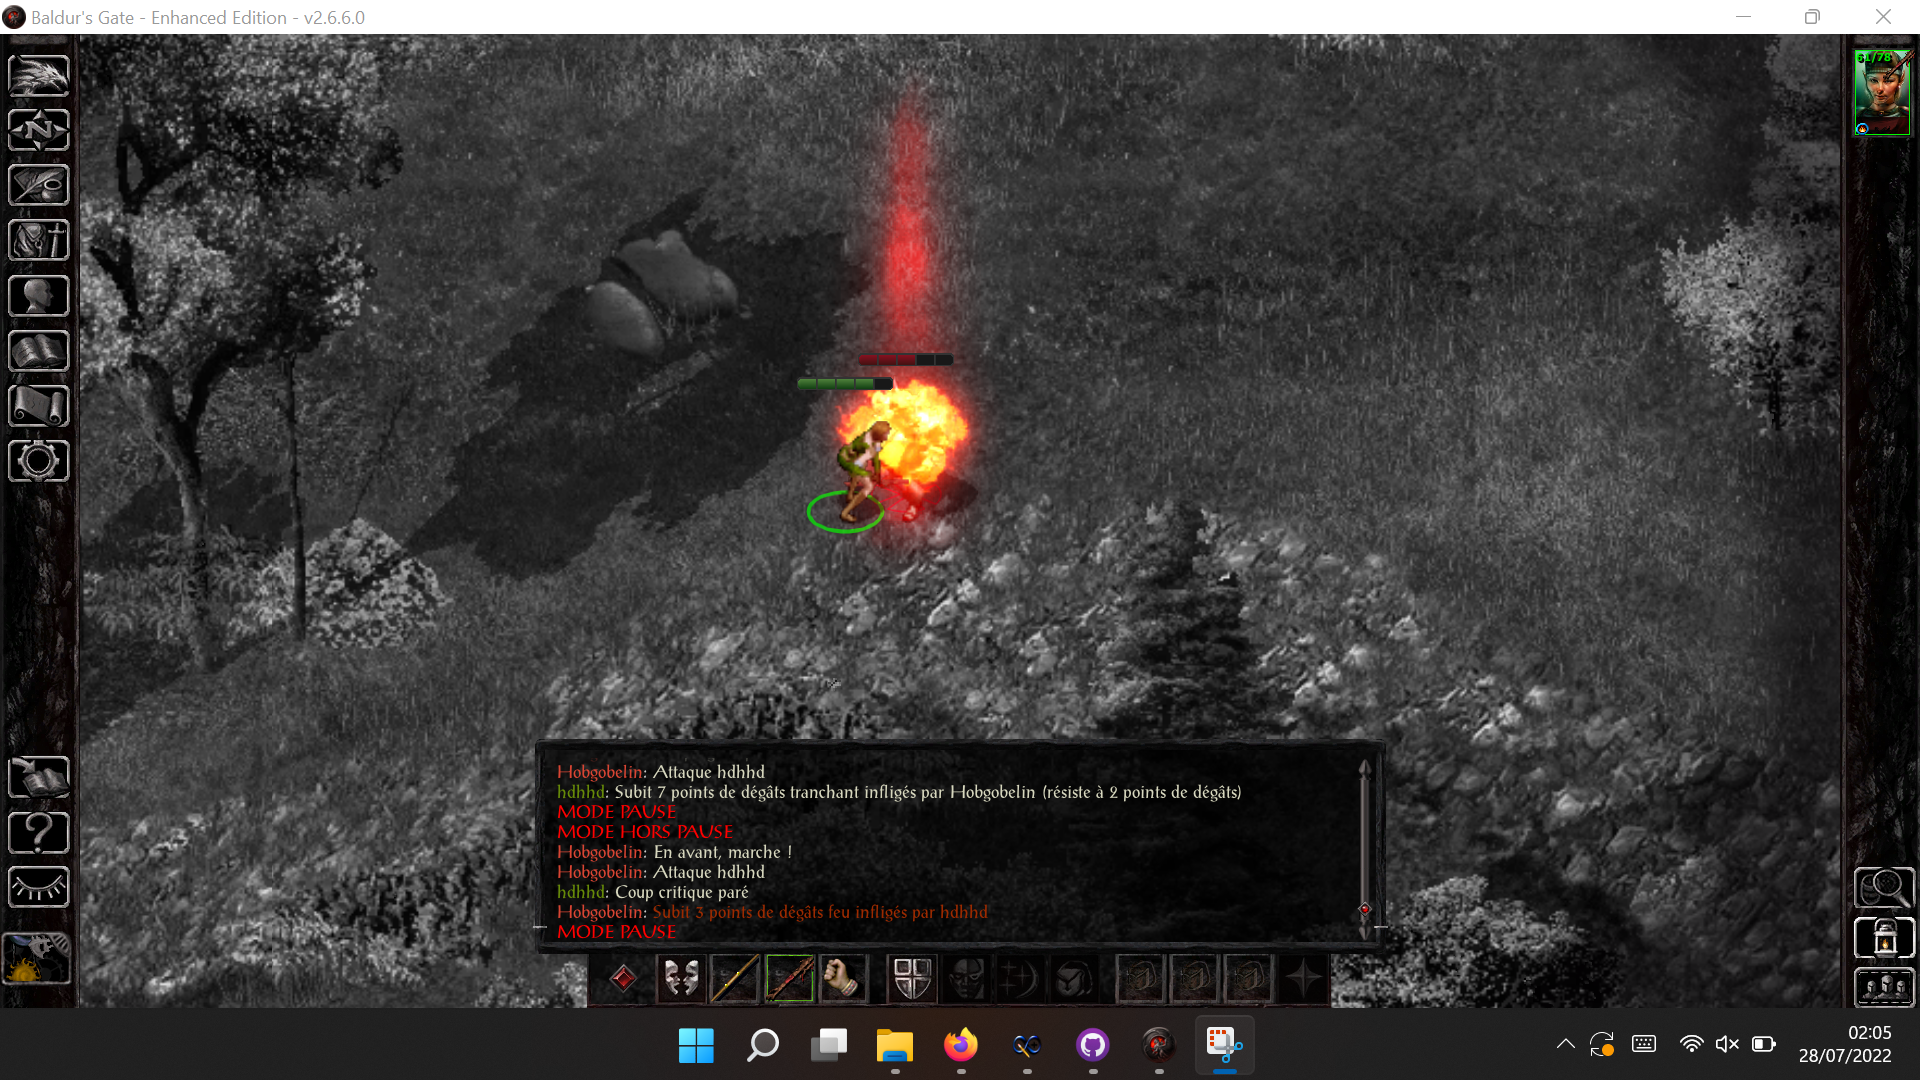 Baldur's Gate - Enhanced Edition - v2.6.6.0
N
61/78
Hobgobelin: Attaque hdhhd
hdhhd: Subit 7 points de dégâts tranchant infligés par Hobgobelin (résiste à 2 points de dégâts)
MODE PAUSE
MODE HORS PAUSE
Hobgobelin: En avant, marche !
Hobgobelin: Attaque hdhhd
hdhhd: Coup critique paré
Hobgobelin: Subit 3 points de dégâts feu infligés par hdhhd
MODE PAUSE
?
02:05
28/07/2022